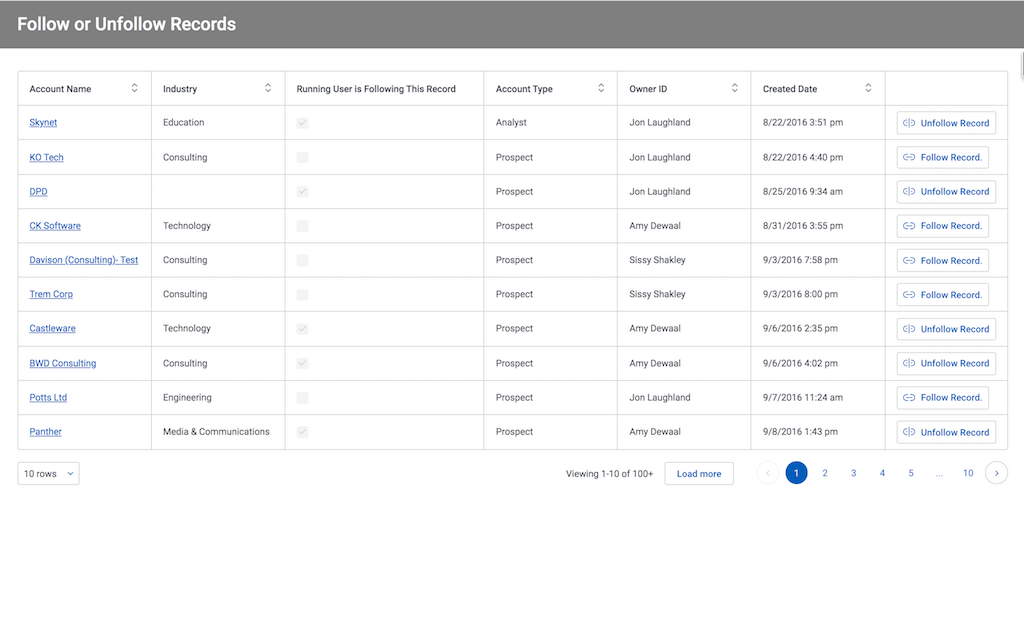 Follow or Unfollow Records
Account Name Industry Running User is Following This Record Account Type Owner ID Created Date
Skynet Education Analyst Jon Laughland 8/22/2016 3:51 pm Unfollow Record
KO Tech Consulting Prospect Jon Laughland 8/22/2016 4:40 pm Follow Record.
DPD Prospect Jon Laughland 8/25/2016 9:34 am Unfollow Record
CK Software Technology Prospect Amy Dewaal 8/31/2016 3:55 pm Follow Record.
Davison (Consulting)- Test Consulting Prospect Sissy Shakley 9/3/2016 7:58 pm Follow Record.
Trem Corp Consulting Prospect Sissy Shakley 9/3/2016 8:00 pm Follow Record.
Castleware Technology Prospect Amy Dewaal 9/6/2016 2:35 pm Unfollow Record
BWD Consulting Consulting Prospect Amy Dewaal 9/6/2016 4:02 pm Unfollow Record
Potts Ltd Engineering Prospect Jon Laughland 9/7/2016 11:24 am Follow Record.
Panther Media & Communications Prospect Amy Dewaal 9/8/2016 1:43 pm Unfollow Record
10 rows Viewing 1-10 of 100+ Load more 1 2 3 4 5 ... 10